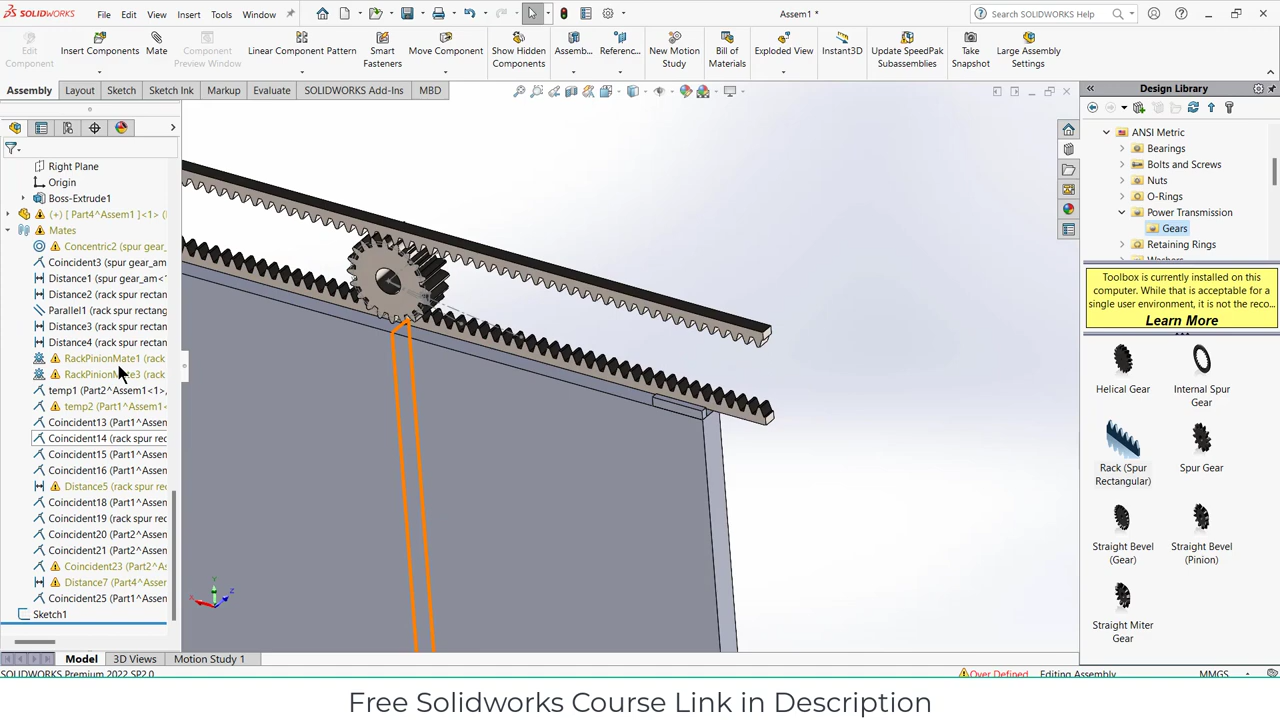 SOLIDWORKS File Edit View Insert Tools Window Assem1 * Search SOLIDWORKS Help
Edit Component
Insert Components
Mate
Component Preview Window
Linear Component Pattern
Smart Fasteners
Move Component
Show Hidden Components
Assemb...
Referenc...
New Motion Study
Bill of Materials
Exploded View
Instant3D
Update SpeedPak Subassemblies
Take Snapshot
Large Assembly Settings
Assembly Layout Sketch Sketch Ink Markup Evaluate SOLIDWORKS Add-Ins MBD
Right Plane
Origin
Boss-Extrude1
(+) [ Part4^Assem1 ]<1> (
Mates
Concentric2 (spur gear_
Coincident3 (spur gear_am
Distance1 (spur gear_am<
Distance2 (rack spur rectan
Parallel1 (rack spur rectang
Distance3 (rack spur rectan
Distance4 (rack spur rectan
RackPinionMate1 (rack
RackPinionMate3 (rack
temp1 (Part2^Assem1<1>,
temp2 (Part1^Assem1<
Coincident13 (Part1^Assen
Coincident14 (rack spur rec
Coincident15 (Part1^Assen
Coincident16 (Part1^Assen
Distance5 (rack spur rec
Coincident18 (Part1^Assen
Coincident19 (rack spur rec
Coincident20 (Part2^Assen
Coincident21 (Part2^Assen
Coincident23 (Part2^As
Distance7 (Part4^Assen
Coincident25 (Part1^Assen
Sketch1
Model 3D Views Motion Study 1
SOLIDWORKS Premium 2022 SP2.0 Over Defined Editing Assembly MMGS
Design Library
ANSI Metric
Bearings
Bolts and Screws
Nuts
O-Rings
Power Transmission
Gears
Retaining Rings
Washers
Toolbox is currently installed on this
computer. While that is acceptable for a
single user environment, it is not the reco...
Learn More
Helical Gear
Internal Spur Gear
Rack (Spur Rectangular)
Spur Gear
Straight Bevel (Gear)
Straight Bevel (Pinion)
Straight Miter Gear
Free Solidworks Course Link in Description